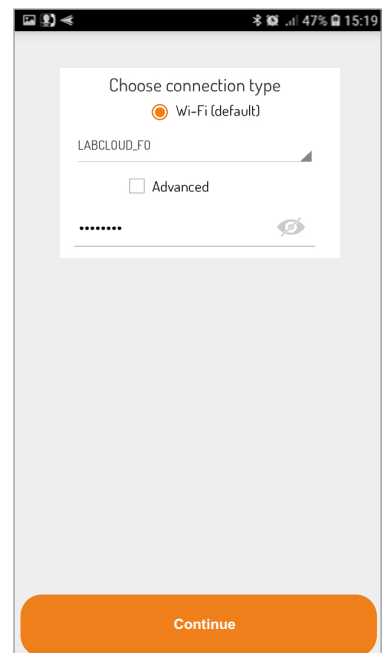 47% 15:19
Choose connection type
Wi-Fi (default)
LABCLOUD_FO
Advanced
••••••••
Continue